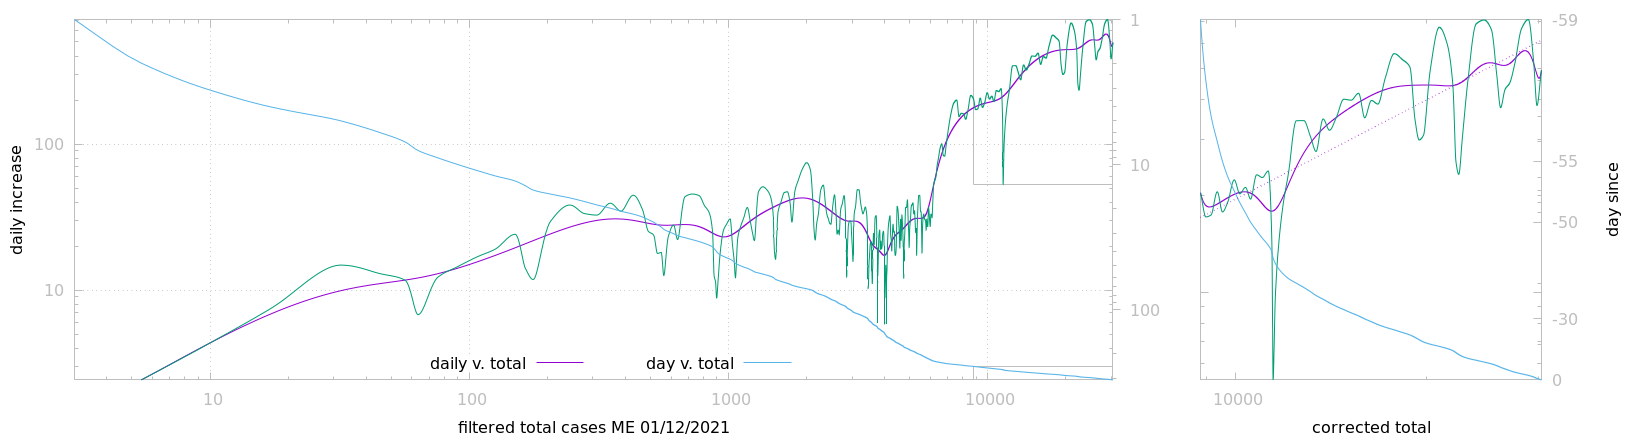 daily increase
100
10
10
100
1000
10000
1
10
100
daily v. total
day v. total
filtered total cases ME 01/12/2021
10000
corrected total
-59
-55
-50
-30
0
day since